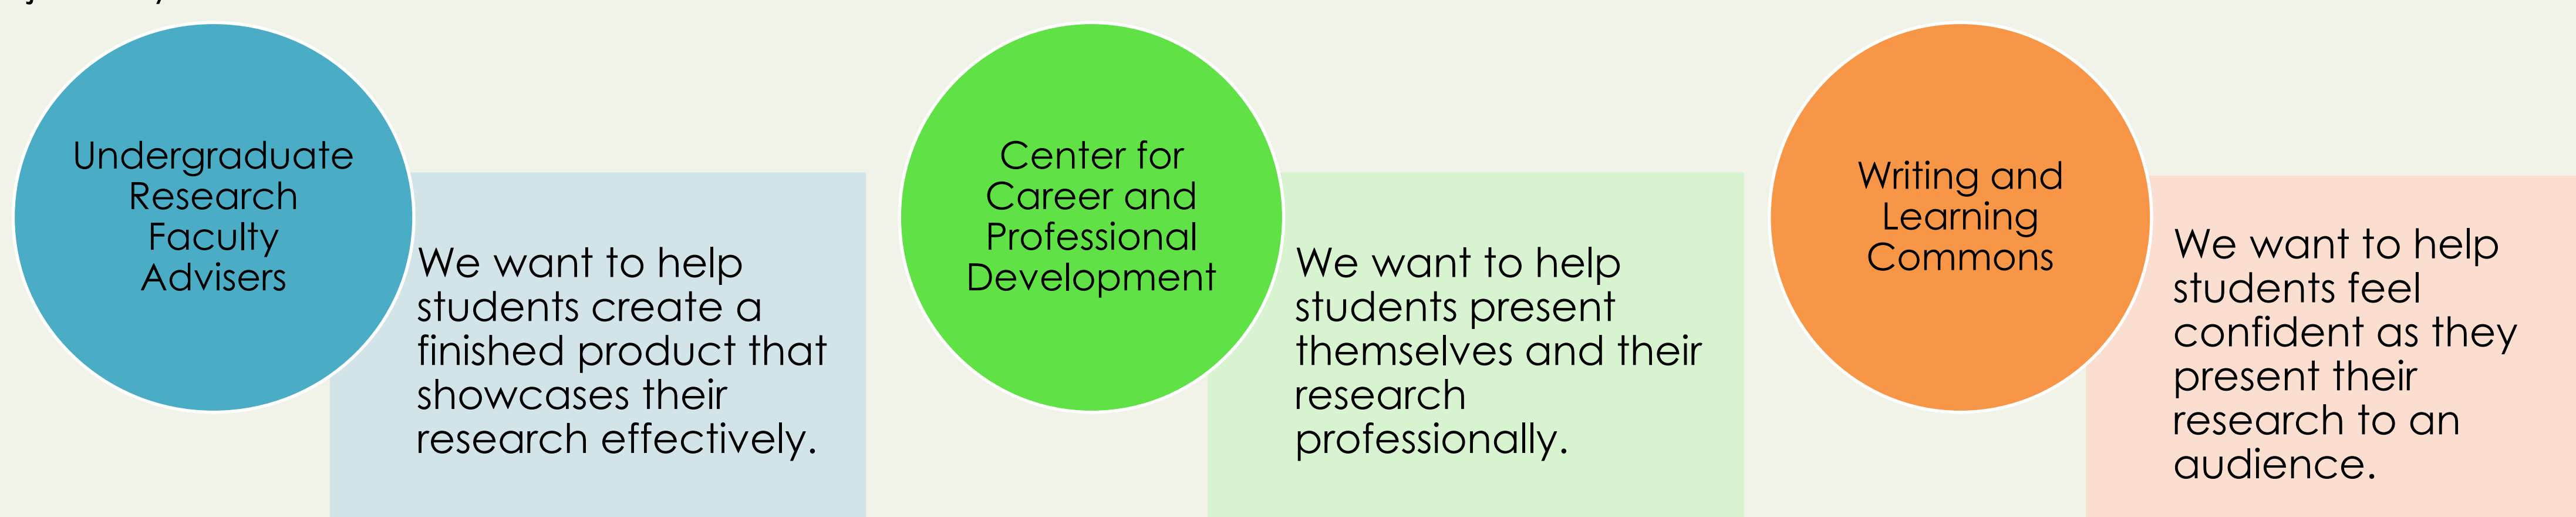 Undergraduate
Research
Faculty
Advisers
We want to help
students create a
finished product that
showcases their
research effectively.
Center for
Career and
Professional
Development
We want to help
students present
themselves and their
research
professionally.
Writing and
Learning
Commons
We want to help
students feel
confident as they
present their
research to an
audience.